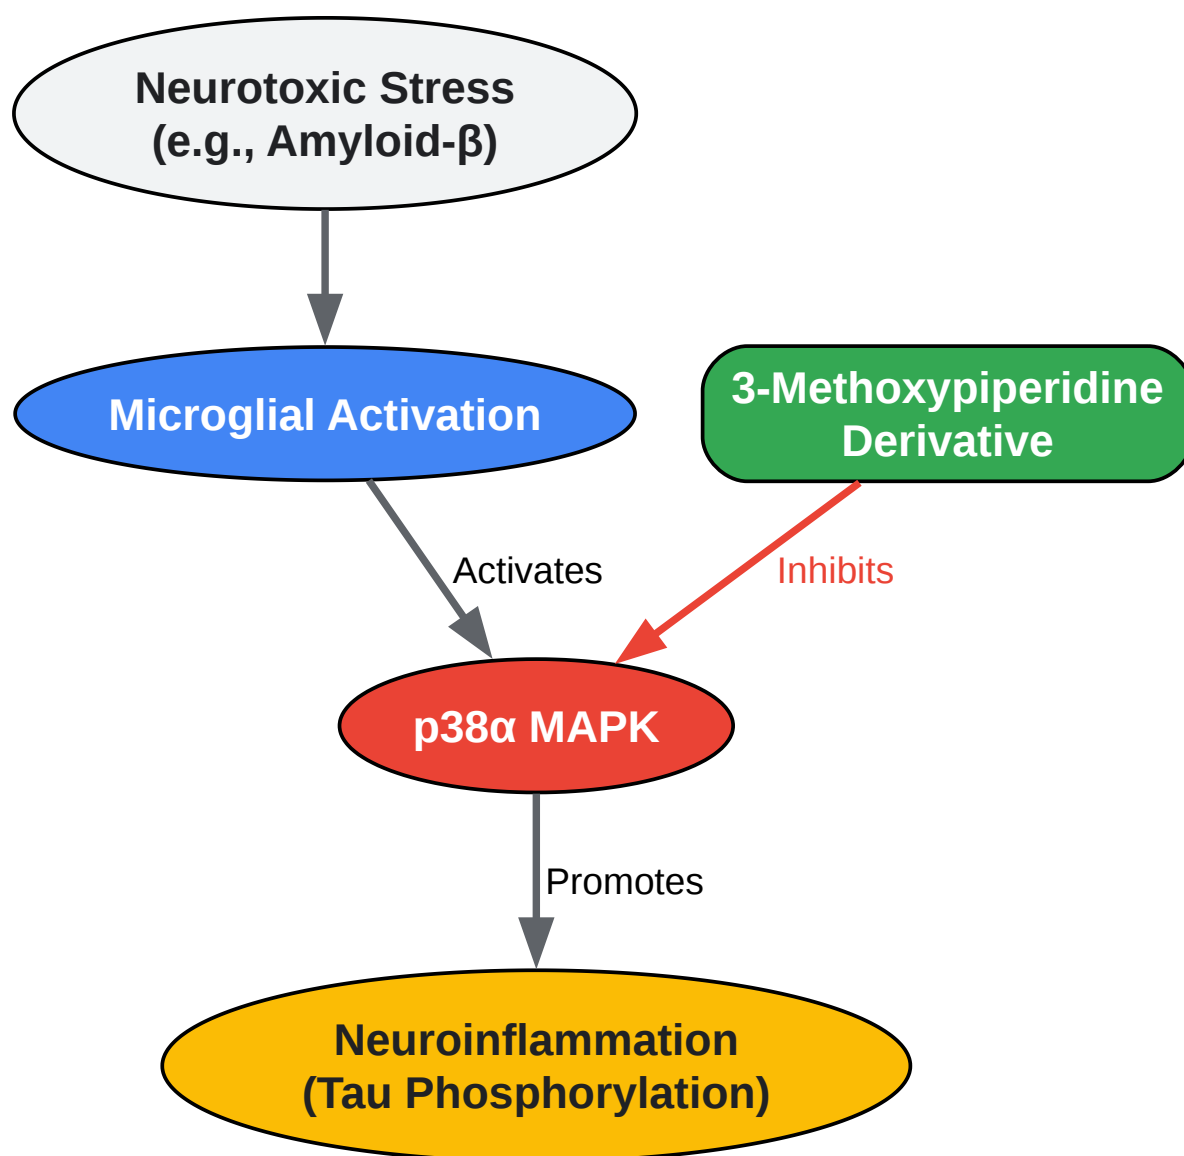 Neurotoxic Stress
(e.g., Amyloid-β)
Microglial Activation
3-Methoxypiperidine
Derivative
Activates
Inhibits
p38α MAPK
Promotes
Neuroinflammation
(Tau Phosphorylation)